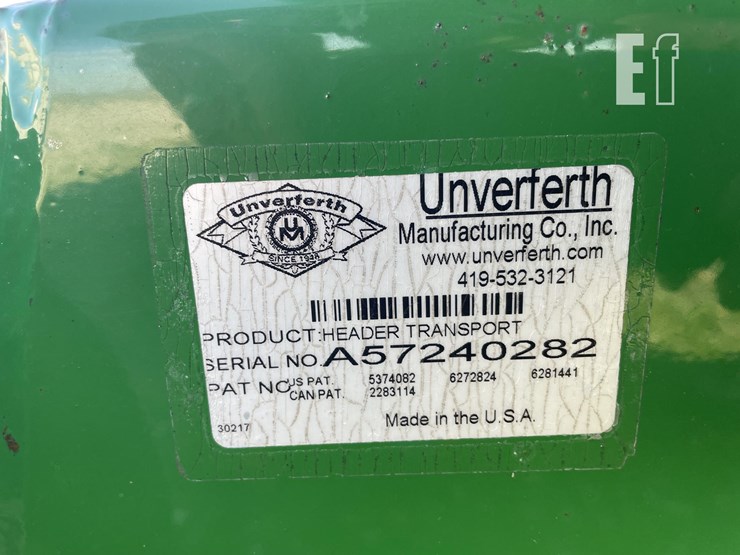 Ef
Unverferth
UM
SINCE 1948
Unverferth
Manufacturing Co., Inc.
www.unverferth.com
419-532-3121
PRODUCT:HEADER TRANSPORT
SERIAL NO A57240282
PAT NO US PAT. 5374082 6272824 6281441
CAN PAT. 2283114
30217 Made in the U.S.A.